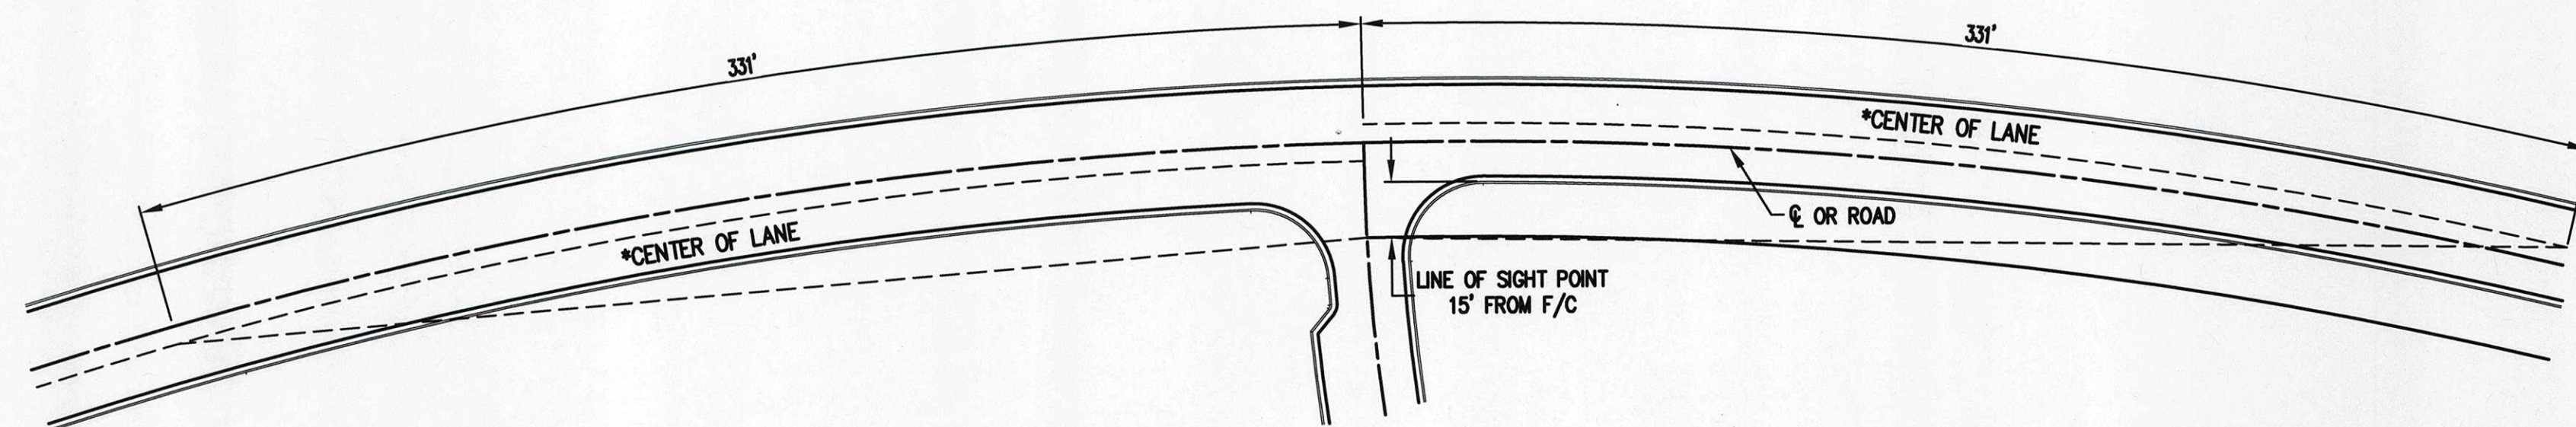 331'
331'
*CENTER OF LANE
*CENTER OF LANE
℄ OR ROAD
LINE OF SIGHT POINT
15' FROM F/C